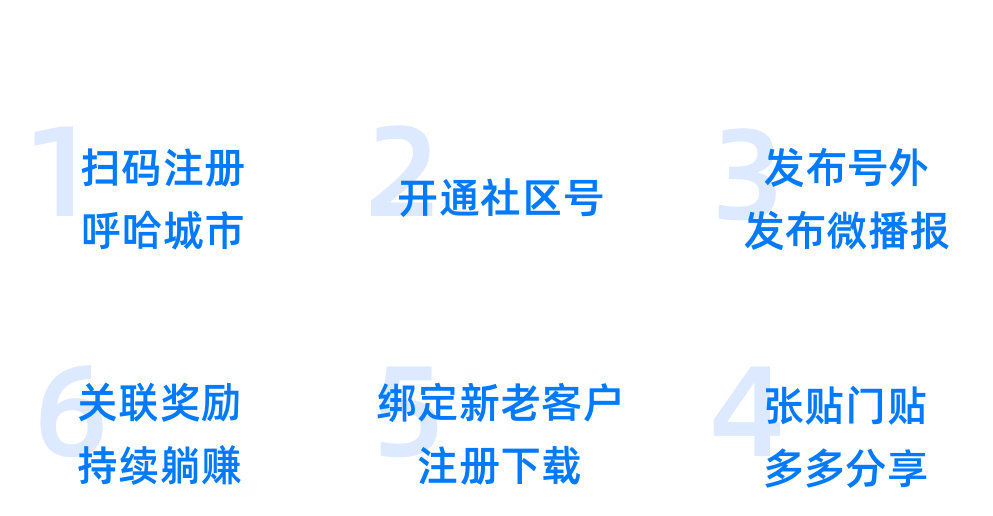 1
扫码注册
呼哈城市
2
开通社区号
3
发布号外
发布微播报
4
张贴门贴
多多分享
5
绑定新老客户
注册下载
6
关联奖励
持续躺赚